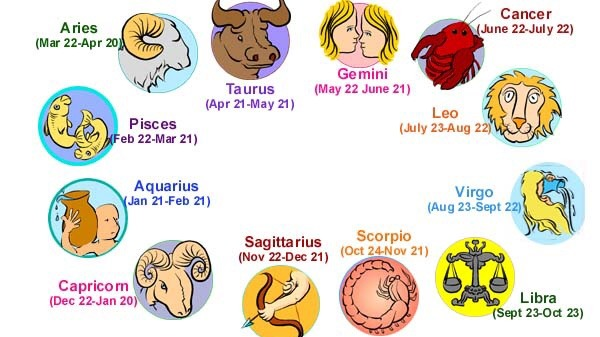 Aries
(Mar 22-Apr 20)
Taurus
(Apr 21-May 21)
Gemini
(May 22 June 21)
Cancer
(June 22-July 22)
Leo
(July 23-Aug 22)
Virgo
(Aug 23-Sept 22)
Libra
(Sept 23-Oct 23)
Scorpio
(Oct 24-Nov 21)
Sagittarius
(Nov 22-Dec 21)
Capricorn
(Dec 22-Jan 20)
Aquarius
(Jan 21-Feb 21)
Pisces
(Feb 22-Mar 21)